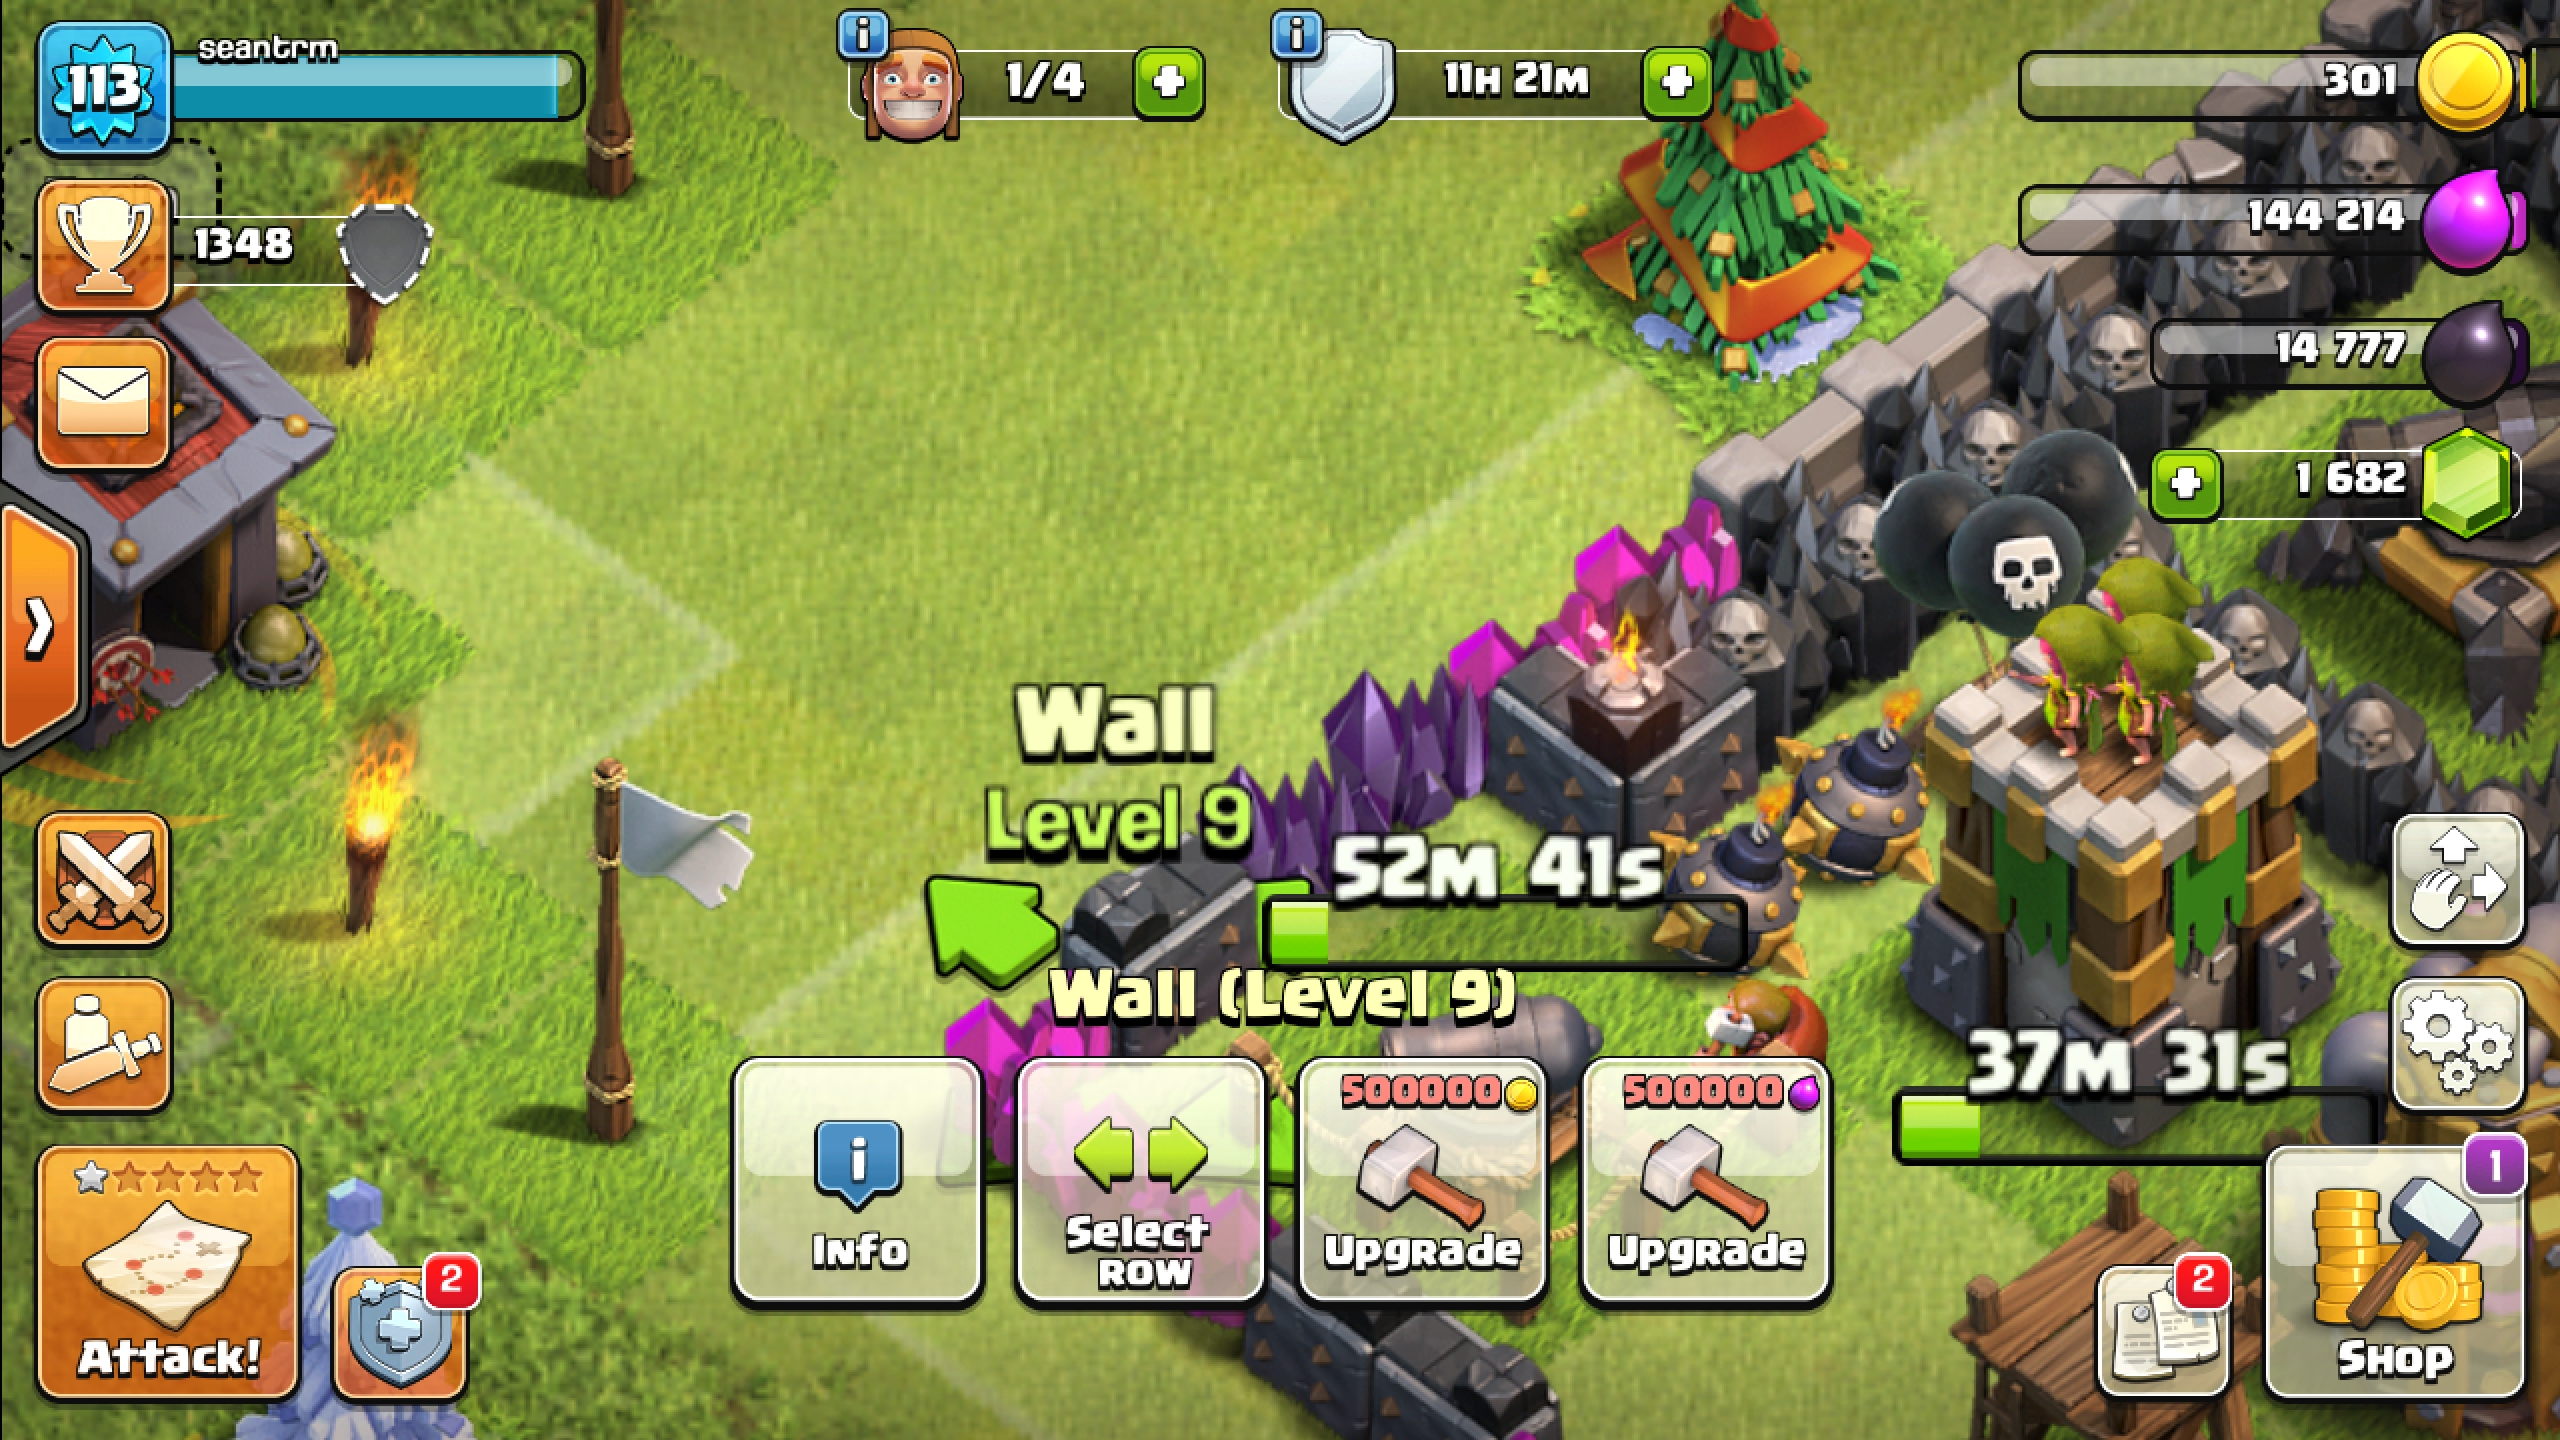 113
seantrm
1/4
11H 21M
301
1348
144 214
14 777
1 682
Wall
Level 9
52M 41s
Wall (Level 9)
37M 31s
Info
Select
Row
500000
Upgrade
500000
Upgrade
Attack!
2
2
1
Shop